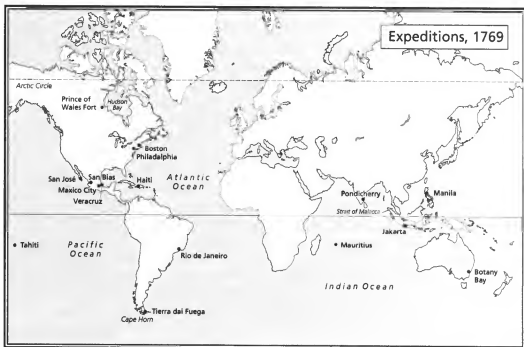 Expeditions, 1769
Arctic Circle
Prince of
Wales Fort
Hudson
Bay
Boston
Philadalphia
Atlantic
Ocean
San José
San Blas
Maxico City
Haiti
Veracruz
Pondicherry
Manila
Strait of Malacca
Jakarta
Tahiti
Pacific
Ocean
Rio de Janeiro
Mauritius
Botany
Bay
Indian Ocean
Tierra dal Fuega
Cape Horn